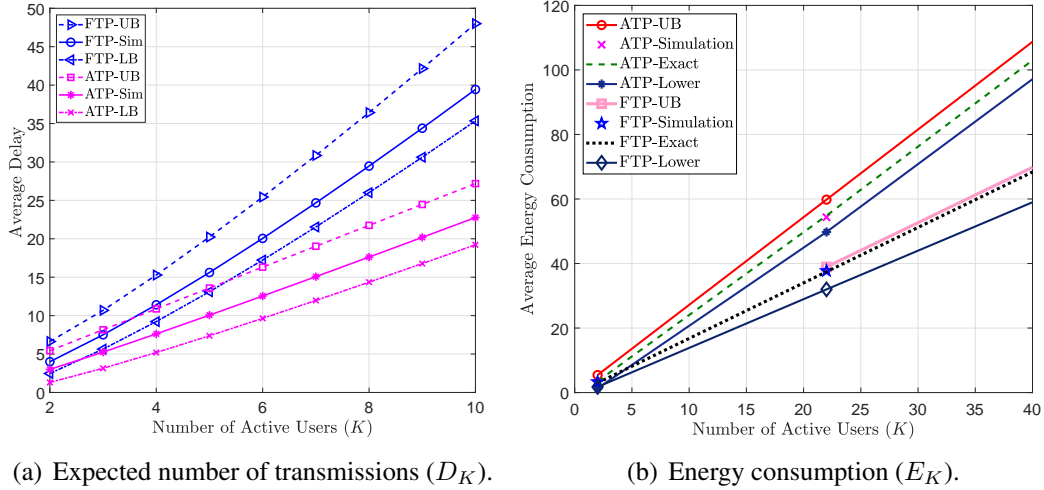 50
45
40
35
30
25
20
15
10
5
0
Average Delay
FTP-UB
FTP-Sim
FTP-LB
ATP-UB
ATP-Sim
ATP-LB
2 4 6 8 10
Number of Active Users (K)
(a) Expected number of transmissions (D_K).
120
100
80
60
40
20
0
Average Energy Consumption
ATP-UB
ATP-Simulation
ATP-Exact
ATP-Lower
FTP-UB
FTP-Simulation
FTP-Exact
FTP-Lower
0 5 10 15 20 25 30 35 40
Number of Active Users (K)
(b) Energy consumption (E_K).